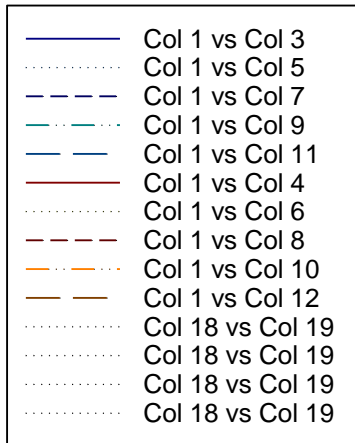 Col 1 vs Col 3
Col 1 vs Col 5
Col 1 vs Col 7
Col 1 vs Col 9
Col 1 vs Col 11
Col 1 vs Col 4
Col 1 vs Col 6
Col 1 vs Col 8
Col 1 vs Col 10
Col 1 vs Col 12
Col 18 vs Col 19
Col 18 vs Col 19
Col 18 vs Col 19
Col 18 vs Col 19